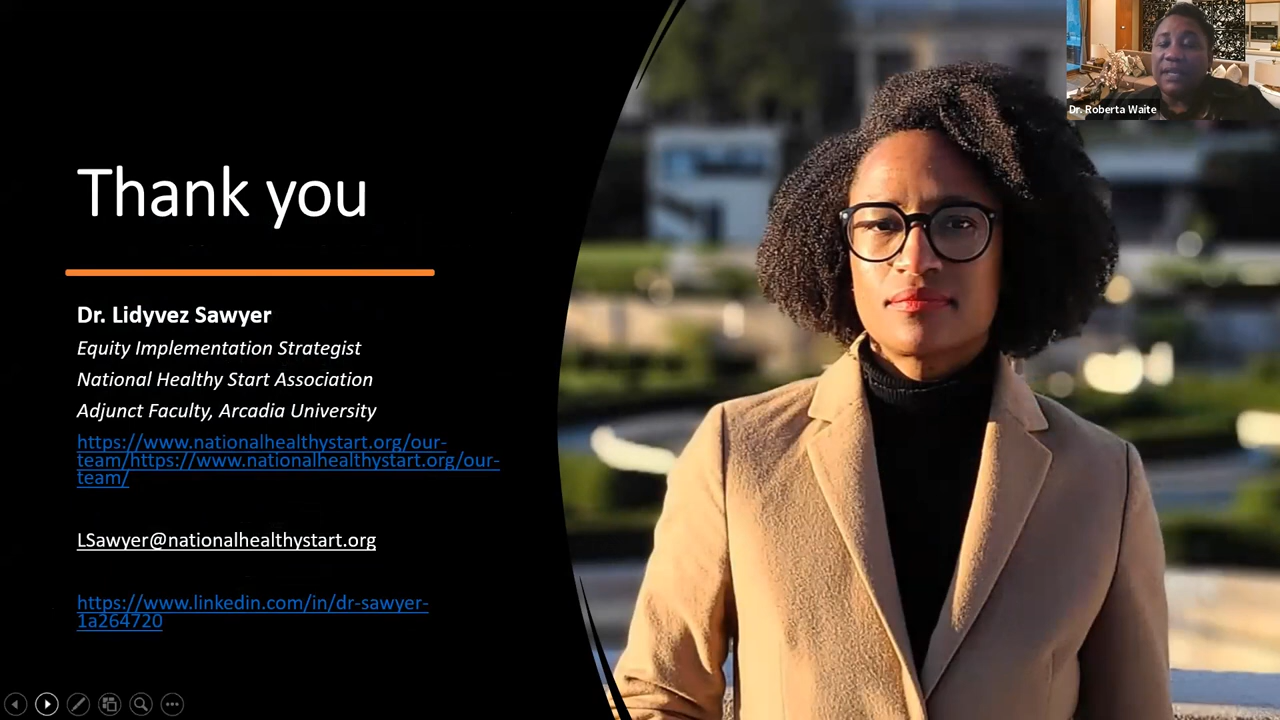 Dr. Roberta Waite
Thank you
Dr. Lidyvez Sawyer
Equity Implementation Strategist
National Healthy Start Association
Adjunct Faculty, Arcadia University
https://www.nationalhealthystart.org/our-
team/https://www.nationalhealthystart.org/our-
team/
LSawyer@nationalhealthystart.org
https://www.linkedin.com/in/dr-sawyer-
1a264720